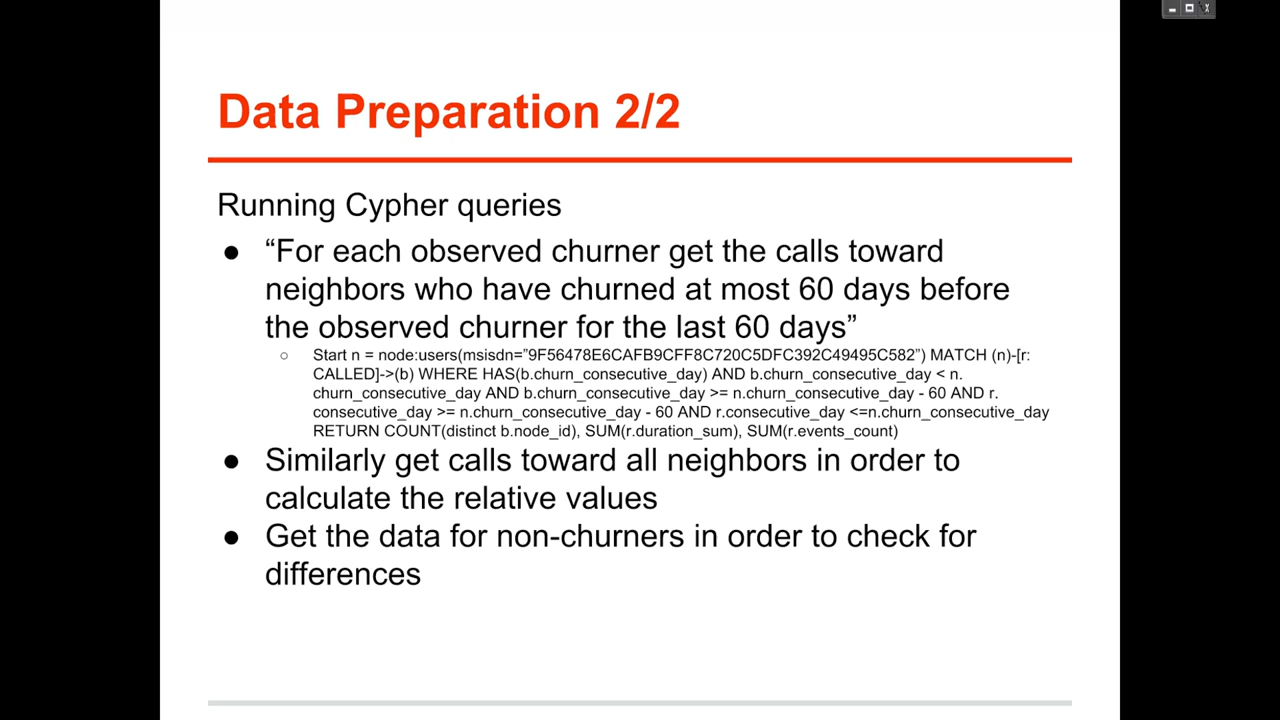 Data Preparation 2/2
Running Cypher queries
● “For each observed churner get the calls toward
neighbors who have churned at most 60 days before
the observed churner for the last 60 days”
○ Start n = node:users(msisdn=”9F56478E6CAFB9CFF8C720C5DFC392C49495C582”) MATCH (n)-[r:
CALLED]->(b) WHERE HAS(b.churn_consecutive_day) AND b.churn_consecutive_day < n.
churn_consecutive_day AND b.churn_consecutive_day >= n.churn_consecutive_day - 60 AND r.
consecutive_day >= n.churn_consecutive_day - 60 AND r.consecutive_day <=n.churn_consecutive_day
RETURN COUNT(distinct b.node_id), SUM(r.duration_sum), SUM(r.events_count)
● Similarly get calls toward all neighbors in order to
calculate the relative values
● Get the data for non-churners in order to check for
differences